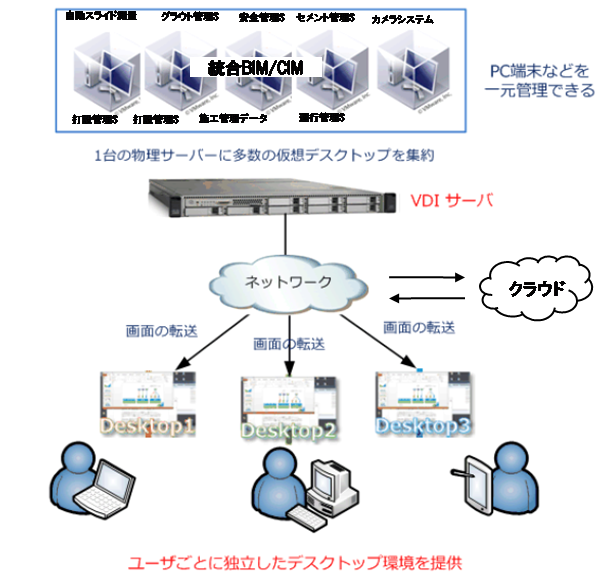 自動スライド測量 グラウト管理S 安全管理S セメント管理S カメラシステム
統合BIM/CIM
打設管理S 打設管理S 施工管理データ 運行管理S
PC端末などを
一元管理できる
1台の物理サーバーに多数の仮想デスクトップを集約
VDI サーバ
ネットワーク
クラウド
画面の転送
画面の転送
画面の転送
Desktop1
Desktop2
Desktop3
ユーザごとに独立したデスクトップ環境を提供